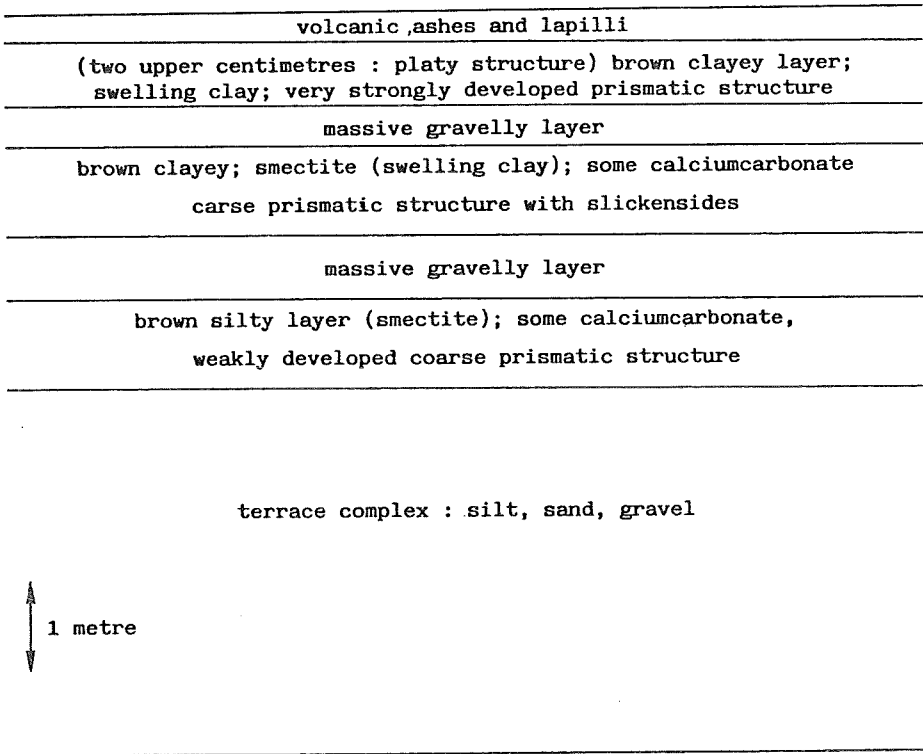 volcanic ,ashes and lapilli
(two upper centimetres : platy structure) brown clayey layer;
swelling clay; very strongly developed prismatic structure
massive gravelly layer
brown clayey; smectite (swelling clay); some calciumcarbonate
carse prismatic structure with slickensides
massive gravelly layer
brown silty layer (smectite); some calciumcarbonate,
weakly developed coarse prismatic structure
terrace complex : silt, sand, gravel
1 metre